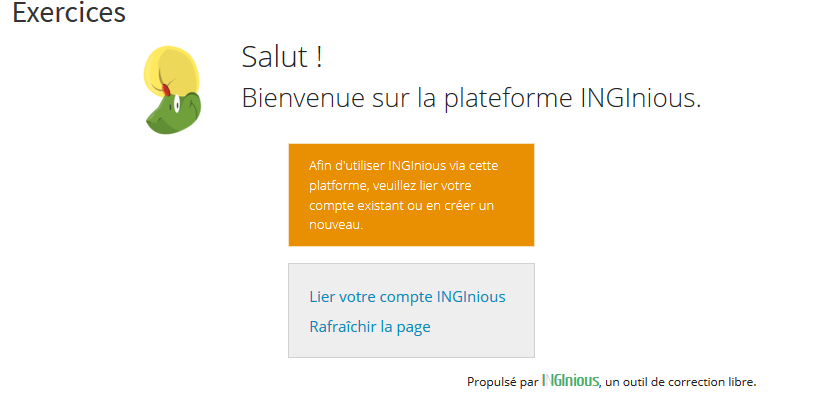 Exercices
Salut !
Bienvenue sur la plateforme INGInious.
Afin d'utiliser INGInious via cette
platforme, veuillez lier votre
compte existant ou en créer un
nouveau.
Lier votre compte INGInious
Rafraîchir la page
Propulsé par INGInious, un outil de correction libre.